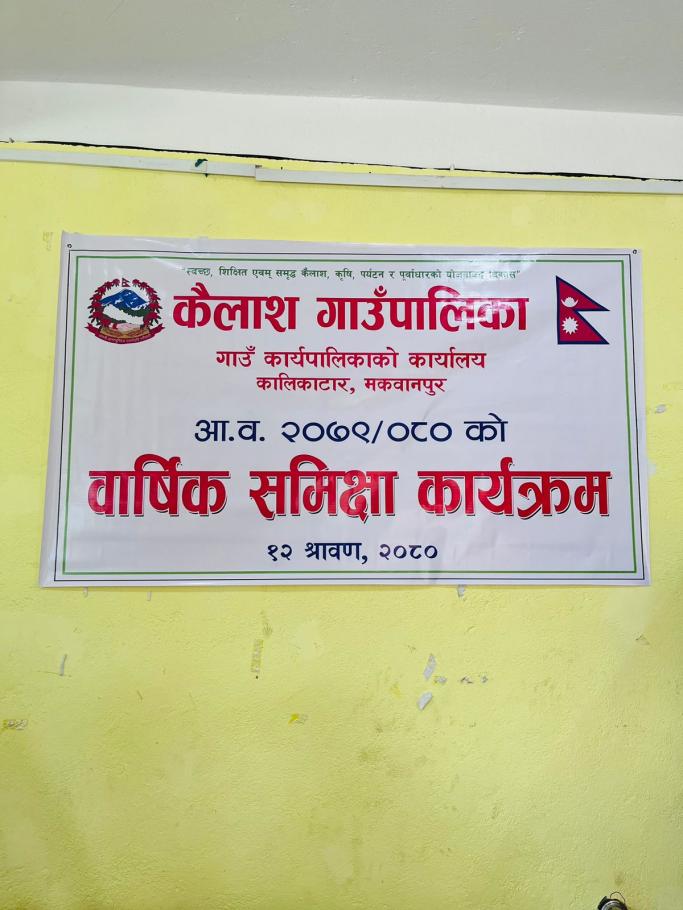 "स्वच्छ, शिक्षित एवम् समृद्ध कैलाश, कृषि, पर्यटन र पूर्वाधारको योजनाबद्ध विकास"
कैलाश गाउँपालिका
गाउँ कार्यपालिकाको कार्यालय
कालिकाटार, मकवानपुर
आ.व. २०७९/०८० को
वार्षिक समिक्षा कार्यक्रम
१२ श्रावण, २०८०